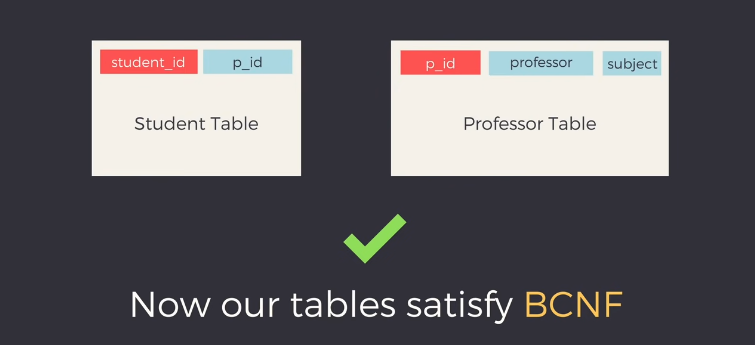 student_id p_id
Student Table
p_id professor subject
Professor Table
Now our tables satisfy BCNF